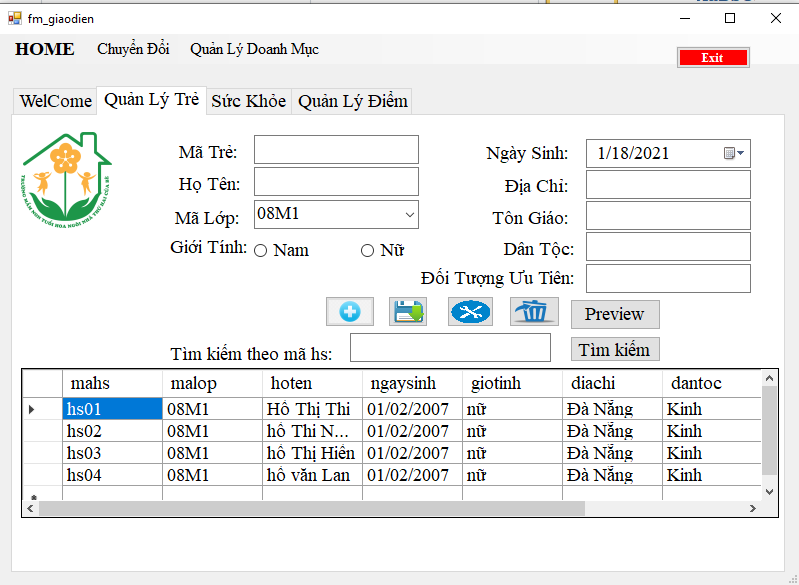 fm_giaodien
HOME Chuyển Đổi Quản Lý Doanh Mục
Exit
WelCome Quản Lý Trẻ Sức Khỏe Quản Lý Điểm
Mã Trẻ:
Họ Tên:
Mã Lớp: 08M1
Giới Tính: Nam Nữ
Ngày Sinh: 1/18/2021
Địa Chỉ:
Tôn Giáo:
Dân Tộc:
Đối Tượng Ưu Tiên:
Preview
Tìm kiếm theo mã hs: Tìm kiếm
mahs malop hoten ngaysinh giotinh diachi dantoc
hs01 08M1 Hồ Thị Thi 01/02/2007 nữ Đà Nẵng Kinh
hs02 08M1 hồ Thi N... 01/02/2007 nữ Đà Nẵng Kinh
hs03 08M1 hồ Thị Hiền 01/02/2007 nữ Đà Nẵng Kinh
hs04 08M1 hồ văn Lan 01/02/2007 nữ Đà Nẵng Kinh